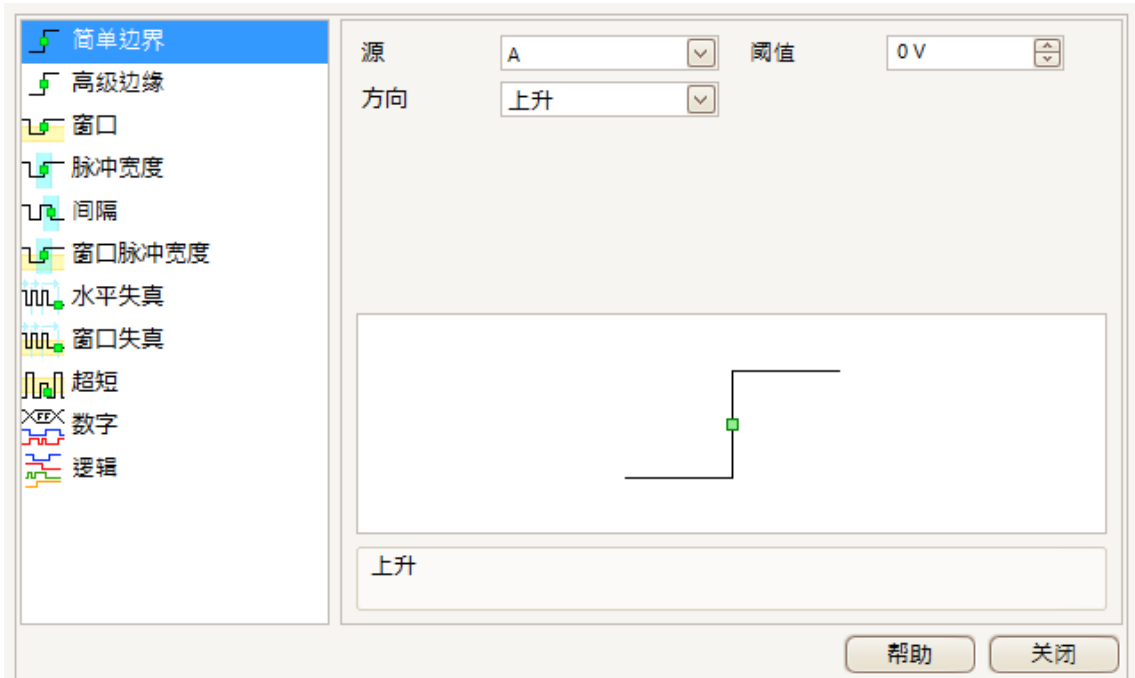 简单边界
高级边缘
窗口
脉冲宽度
间隔
窗口脉冲宽度
水平失真
窗口失真
超短
FF
数字
逻辑
源 A 阈值 0 V
方向 上升
上升
帮助 关闭